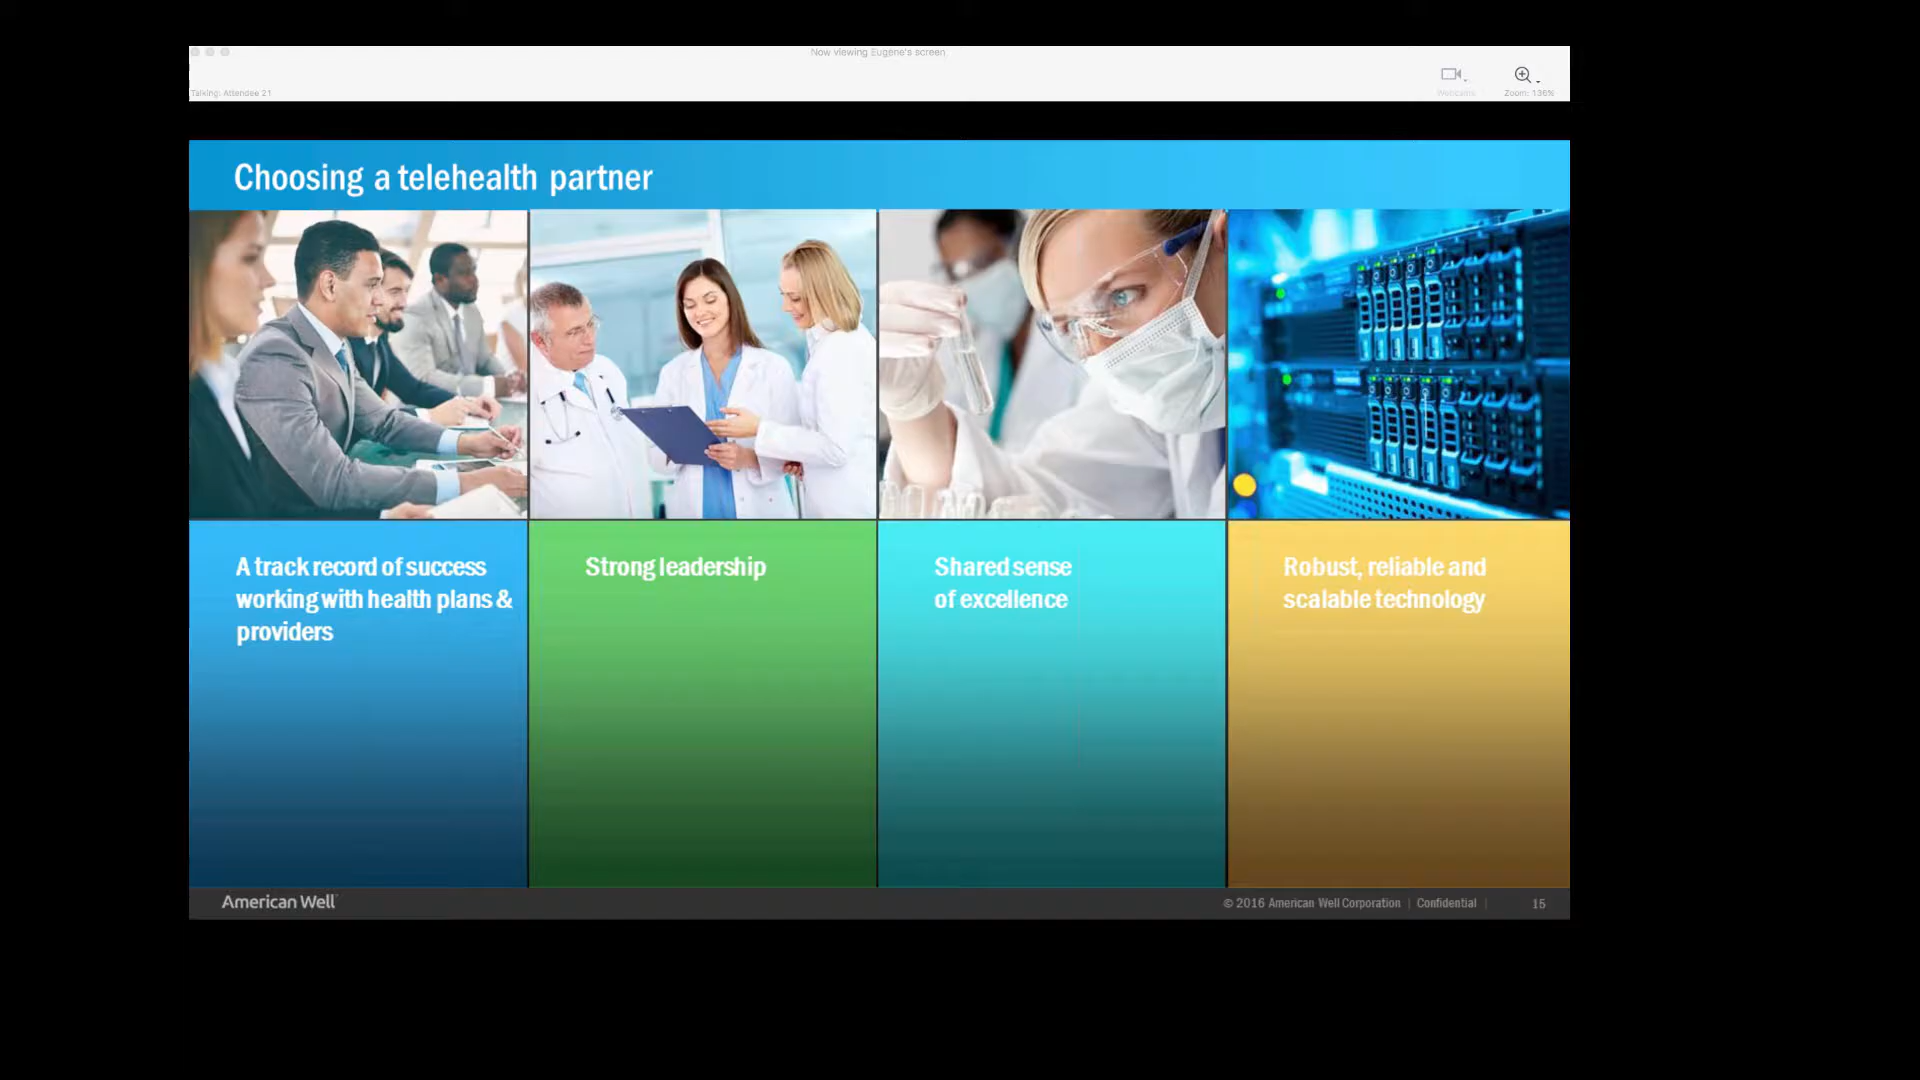 Now viewing Eugene's screen
Talking: Attendee 21
Webcams
Zoom: 136%
Choosing a telehealth partner
A track record of success
working with health plans &
providers
Strong leadership
Shared sense
of excellence
Robust, reliable and
scalable technology
American Well
© 2016 American Well Corporation | Confidential |
15